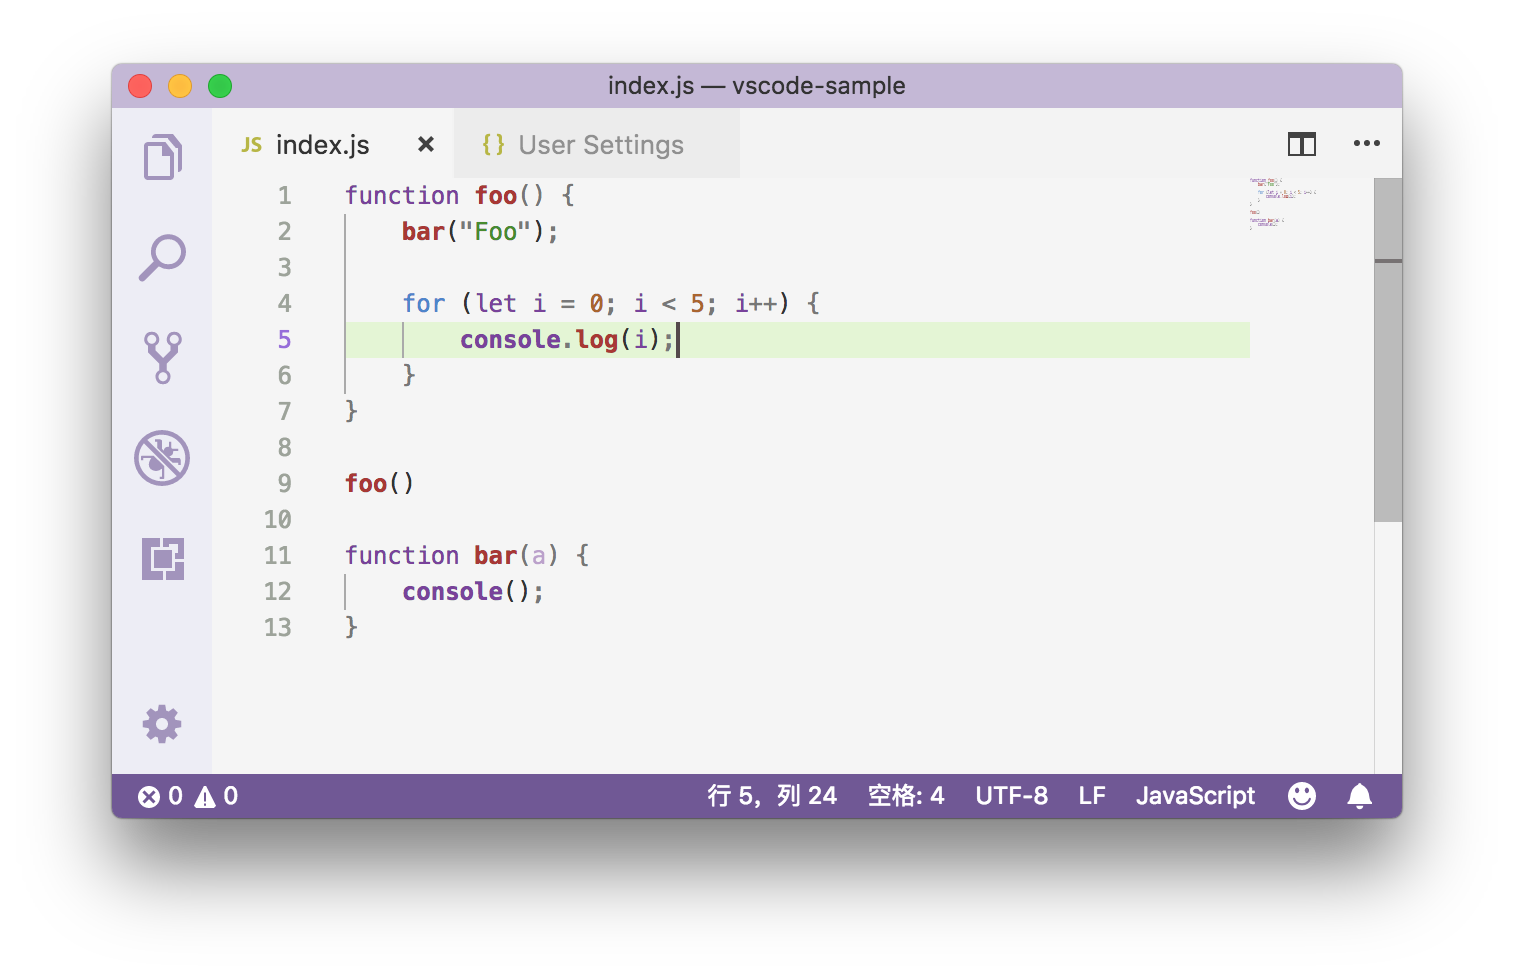 index.js — vscode-sample
JS index.js × {} User Settings
1 function foo() {
2     bar("Foo");
3
4     for (let i = 0; i < 5; i++) {
5         console.log(i);
6     }
7 }
8
9 foo()
10
11 function bar(a) {
12     console();
13 }
0 0 行 5，列 24 空格: 4 UTF-8 LF JavaScript